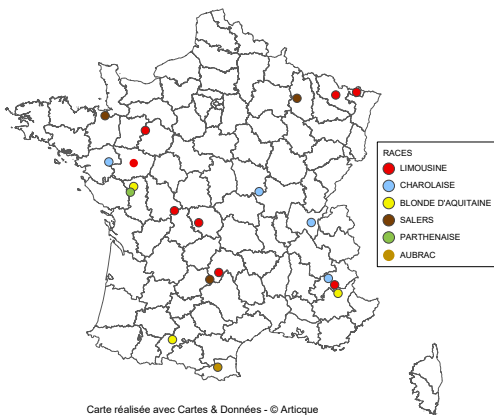 RACES
LIMOUSINE
CHAROLAISE
BLONDE D'AQUITAINE
SALERS
PARTHENAISE
AUBRAC
Carte réalisée avec Cartes & Données - © Articque